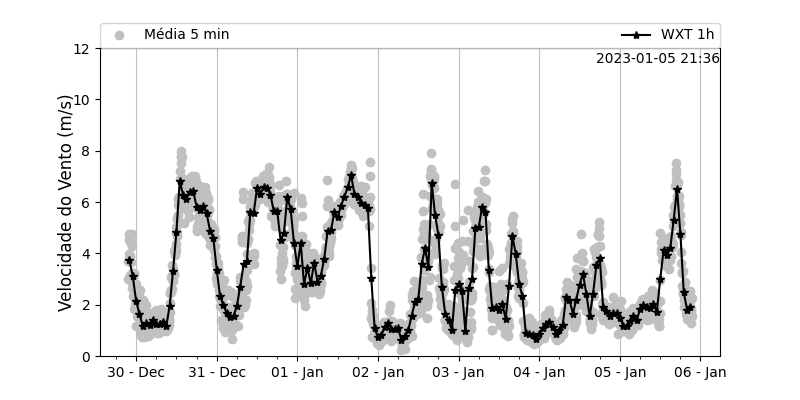 Média 5 min
WXT 1h
2023-01-05 21:36
12
10
8
6
4
2
0
Velocidade do Vento (m/s)
30 - Dec
31 - Dec
01 - Jan
02 - Jan
03 - Jan
04 - Jan
05 - Jan
06 - Jan